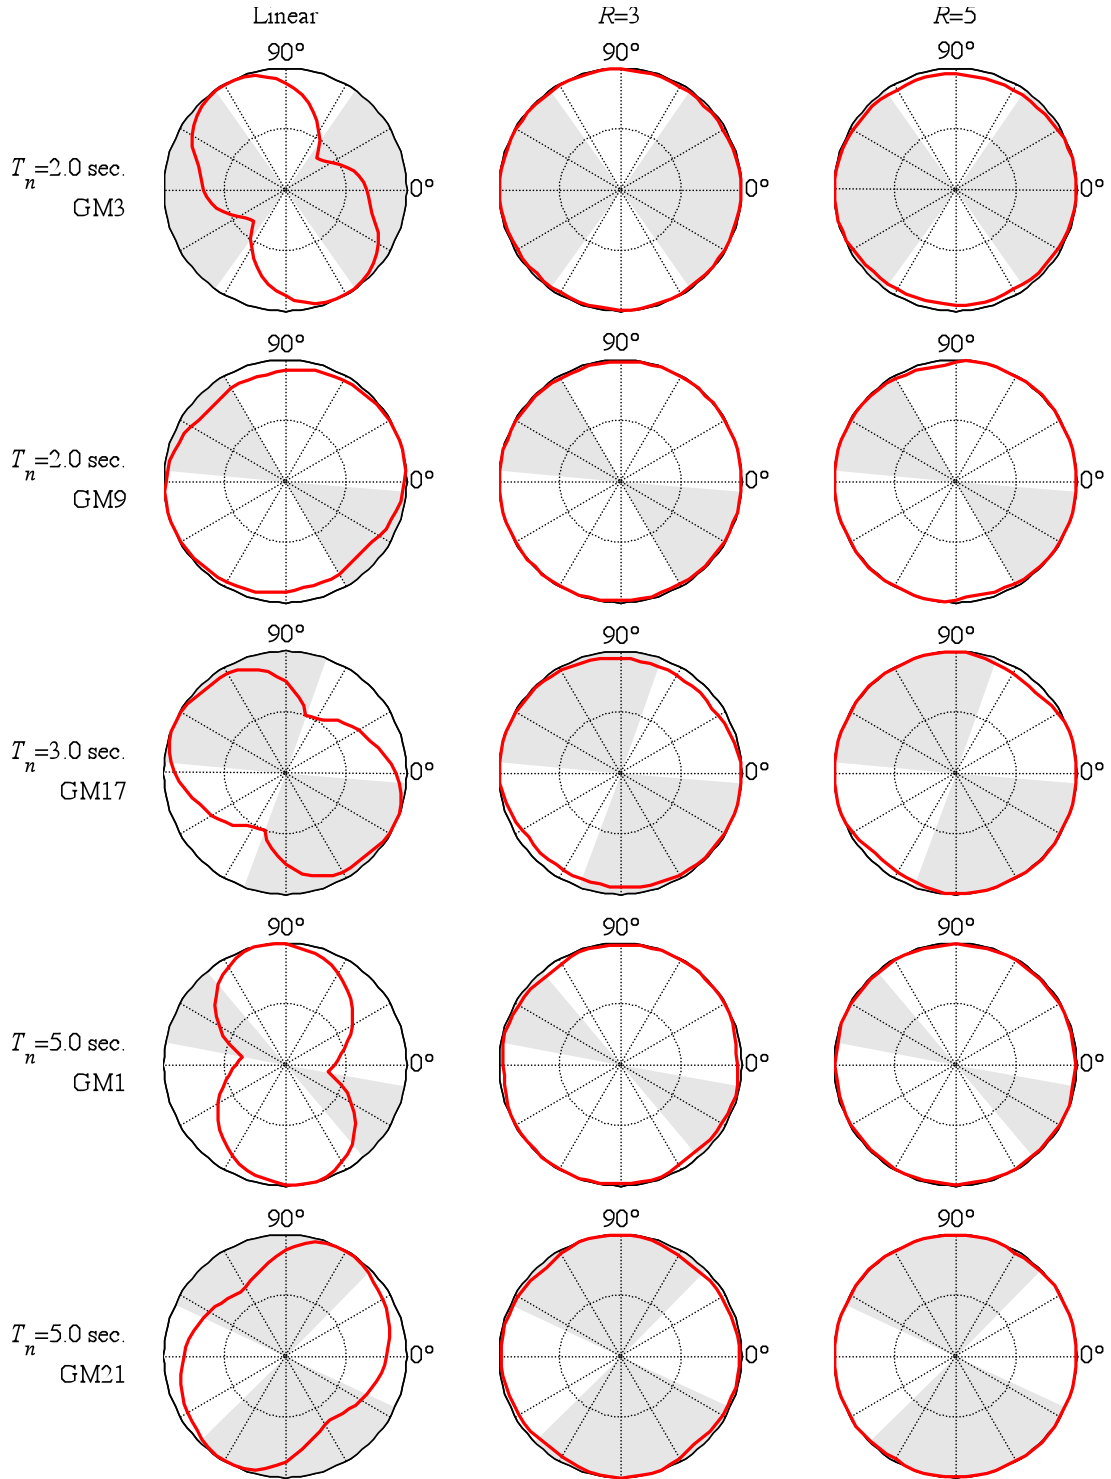 Linear R=3 R=5
90° 90° 90°
Tn=2.0 sec. 0° 0° 0°
GM3
90° 90° 90°
Tn=2.0 sec. 0° 0° 0°
GM9
90° 90° 90°
Tn=3.0 sec. 0° 0° 0°
GM17
90° 90° 90°
Tn=5.0 sec. 0° 0° 0°
GM1
90° 90° 90°
Tn=5.0 sec. 0° 0° 0°
GM21